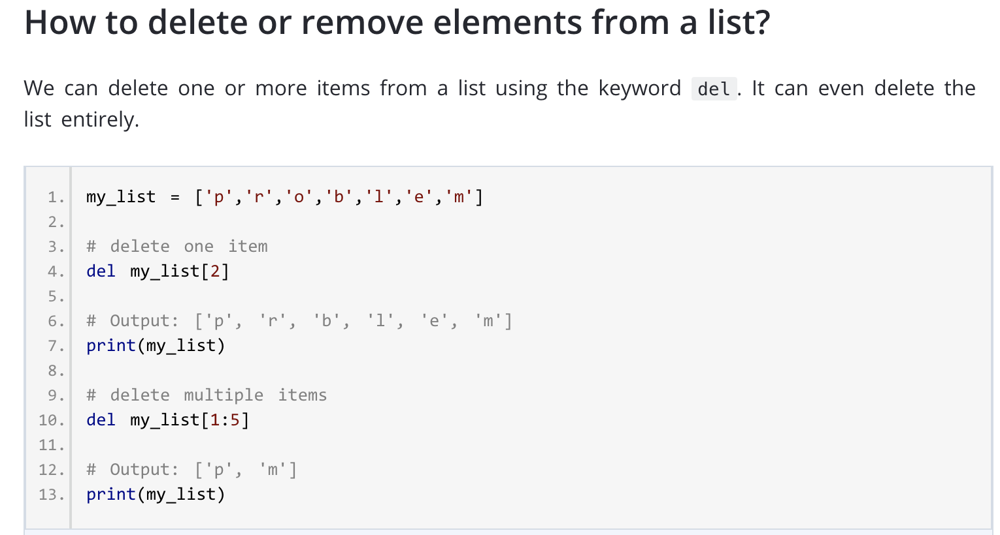 How to delete or remove elements from a list?
We can delete one or more items from a list using the keyword del. It can even delete the
list entirely.
1. my_list = ['p','r','o','b','l','e','m']
2.
3. # delete one item
4. del my_list[2]
5.
6. # Output: ['p', 'r', 'b', 'l', 'e', 'm']
7. print(my_list)
8.
9. # delete multiple items
10. del my_list[1:5]
11.
12. # Output: ['p', 'm']
13. print(my_list)